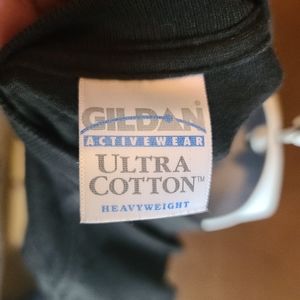 GILDAN
ACTIVEWEAR
ULTRA
COTTON™
HEAVYWEIGHT